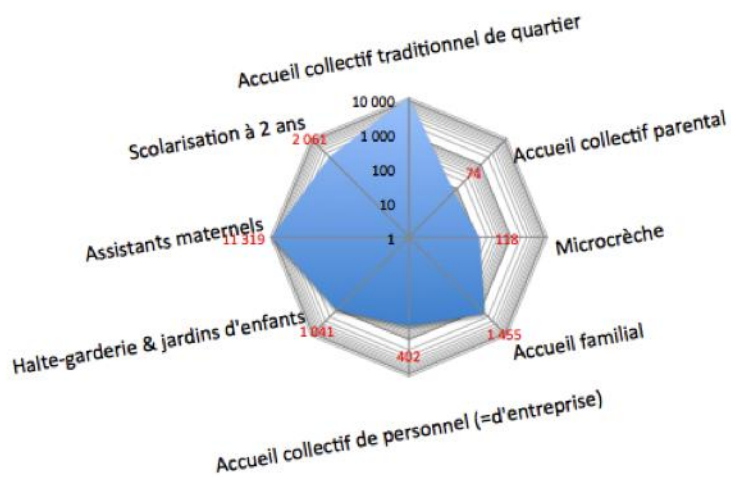 Accueil collectif traditionnel de quartier
10 000
Scolarisation à 2 ans
2 061
1 000
Accueil collectif parental
74
100
10
Assistants maternels
11 319
1
118
Microcrèche
Halte-garderie & jardins d'enfants
1 041
402
1 455
Accueil familial
Accueil collectif de personnel (=d'entreprise)